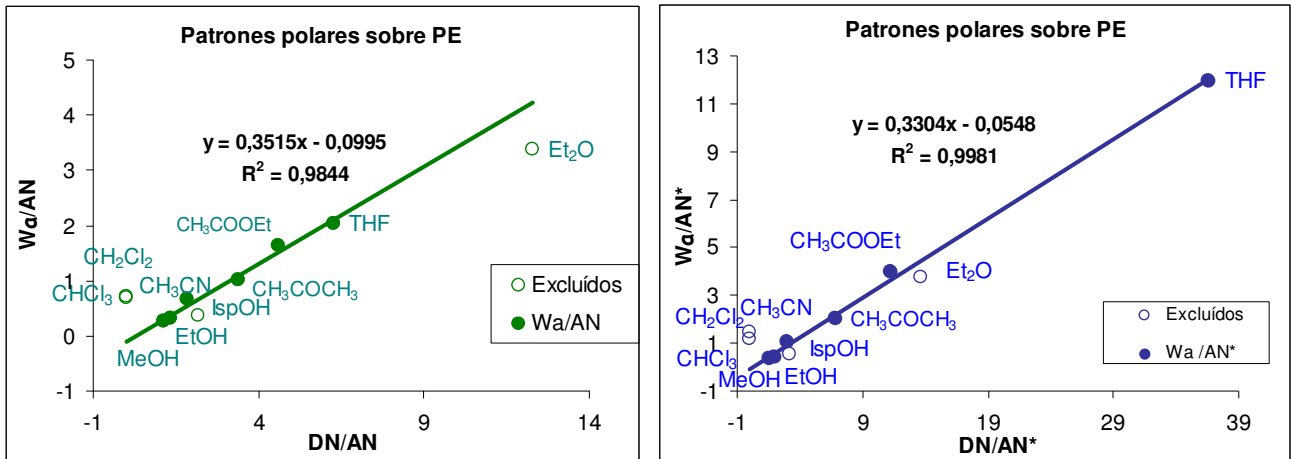 Patrones polares sobre PE
5
4
3
2
1
0
-1
Wa/AN
y = 0,3515x - 0,0995
R² = 0,9844
Et₂O
CH₃COOEt
THF
CH₂Cl₂
CHCl₃
CH₃CN
CH₃COCH₃
IspOH
EtOH
MeOH
Excluídos
Wa/AN
-1
4
9
14
DN/AN
Patrones polares sobre PE
13
11
9
7
5
3
1
-1
Wa/AN*
THF
y = 0,3304x - 0,0548
R² = 0,9981
CH₃COOEt
Et₂O
CH₃CN
CH₂Cl₂
CH₃COCH₃
CHCl₃
IspOH
MeOH
EtOH
Excluídos
Wa /AN*
-1
9
19
29
39
DN/AN*